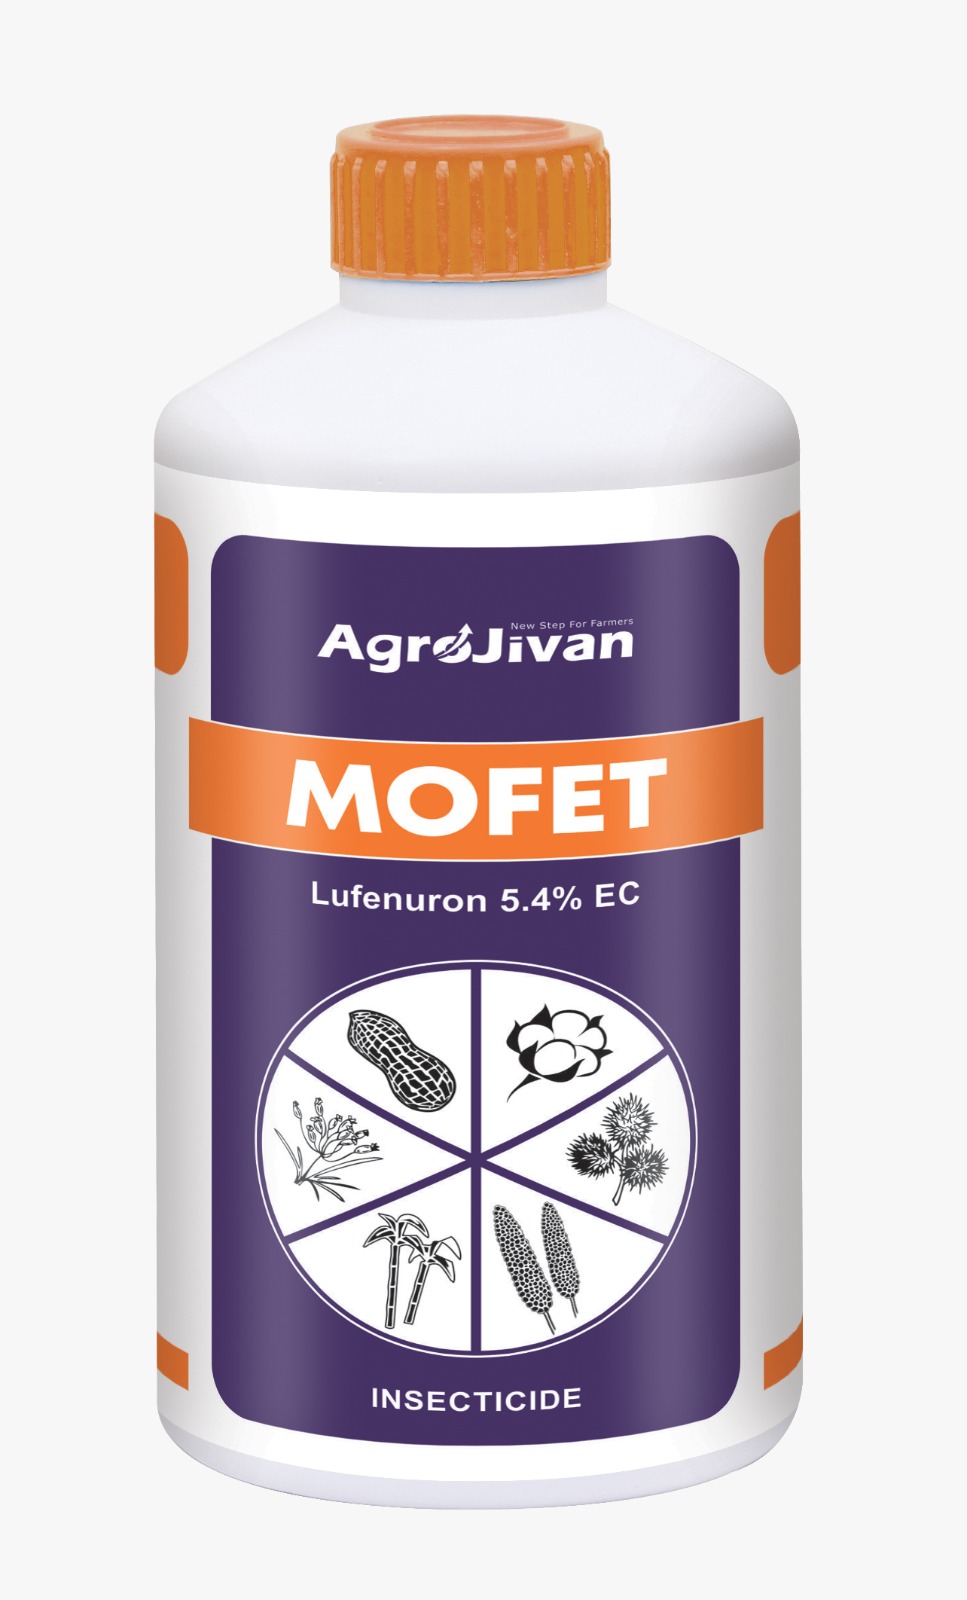 New Step For Farmers
AgroJivan
MOFET
Lufenuron 5.4% EC
INSECTICIDE